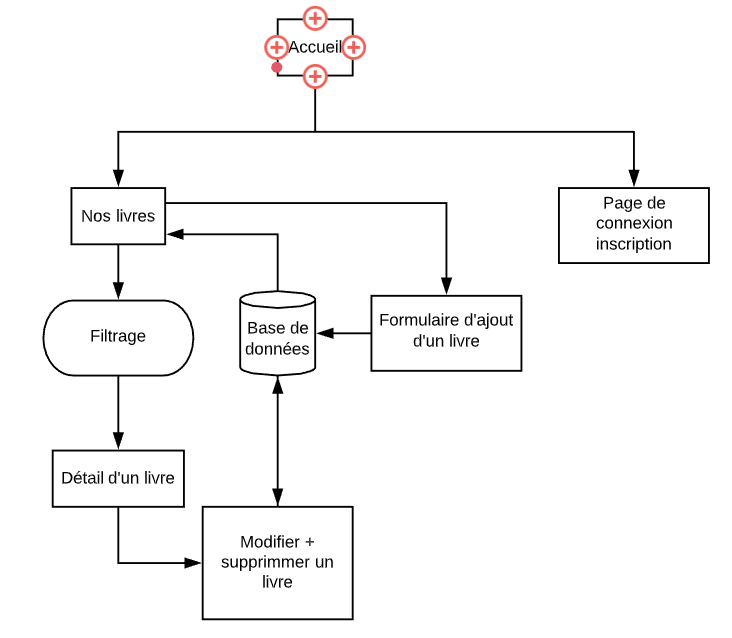 Accueil
Nos livres
Page de
connexion
inscription
Filtrage
Base de
données
Formulaire d'ajout
d'un livre
Détail d'un livre
Modifier +
supprimmer un
livre